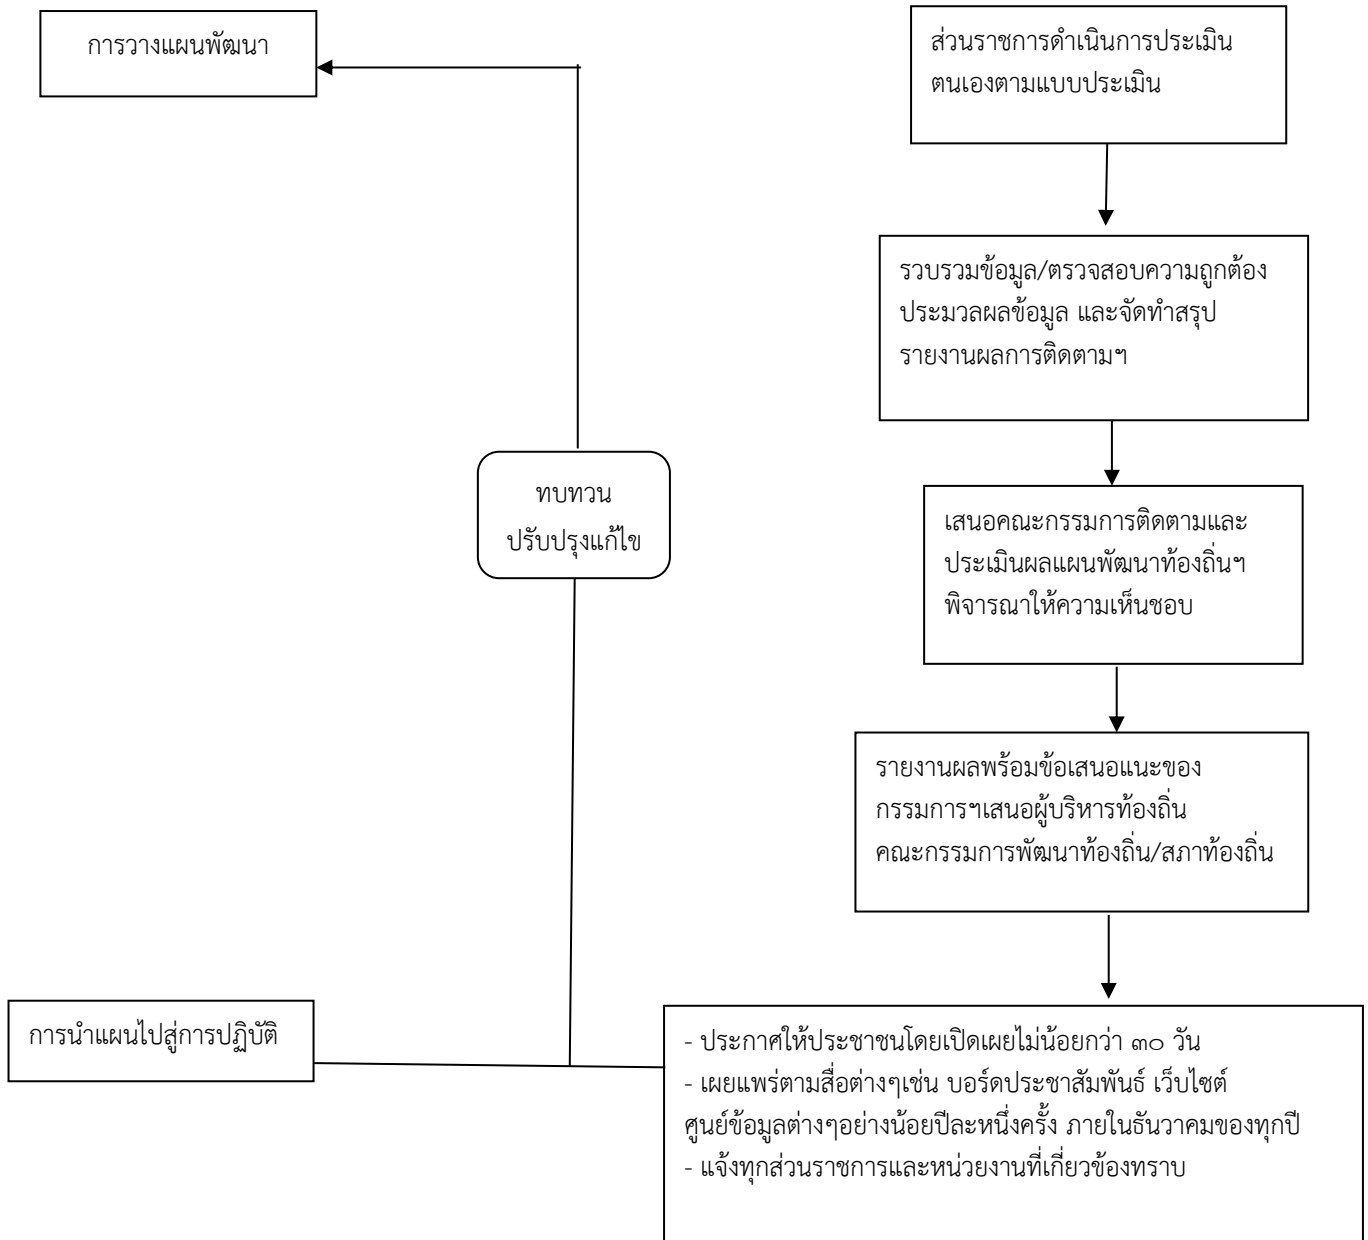 การวางแผนพัฒนา
ส่วนราชการดำเนินการประเมิน
ตนเองตามแบบประเมิน
รวบรวมข้อมูล/ตรวจสอบความถูกต้อง
ประมวลผลข้อมูล และจัดทำสรุป
รายงานผลการติดตามฯ
ทบทวน
ปรับปรุงแก้ไข
เสนอคณะกรรมการติดตามและ
ประเมินผลแผนพัฒนาท้องถิ่นฯ
พิจารณาให้ความเห็นชอบ
รายงานผลพร้อมข้อเสนอแนะของ
กรรมการฯเสนอผู้บริหารท้องถิ่น
คณะกรรมการพัฒนาท้องถิ่น/สภาท้องถิ่น
การนำแผนไปสู่การปฏิบัติ
- ประกาศให้ประชาชนโดยเปิดเผยไม่น้อยกว่า ๓๐ วัน
- เผยแพร่ตามสื่อต่างๆเช่น บอร์ดประชาสัมพันธ์ เว็บไซต์
ศูนย์ข้อมูลต่างๆอย่างน้อยปีละหนึ่งครั้ง ภายในธันวาคมของทุกปี
- แจ้งทุกส่วนราชการและหน่วยงานที่เกี่ยวข้องทราบ